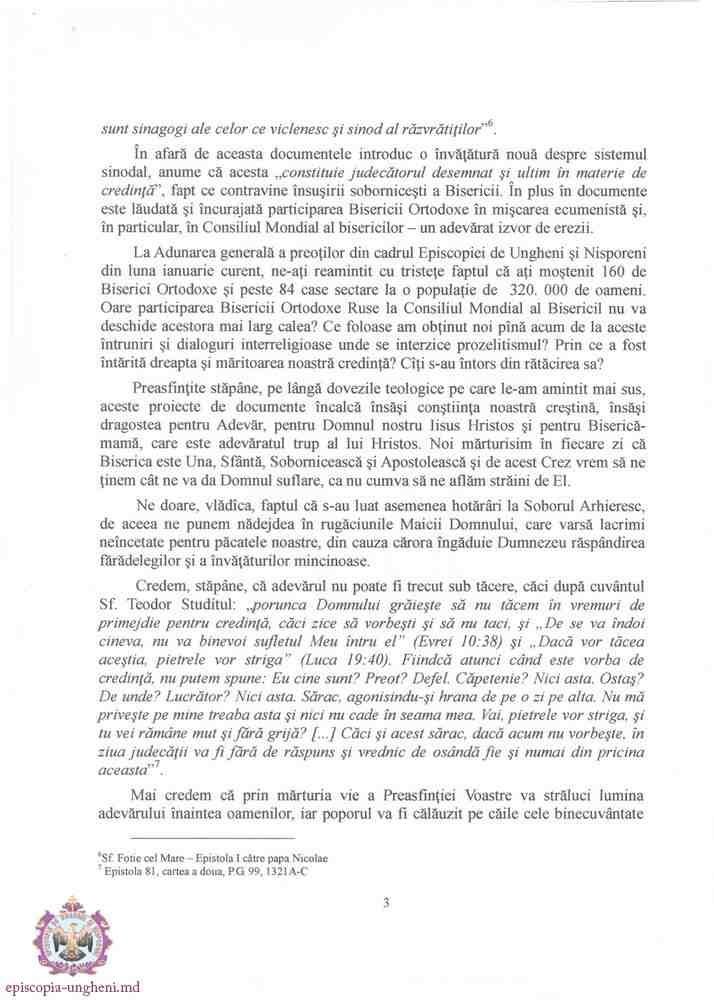 sunt sinagogi ale celor ce viclenesc şi sinod al răzvrătiţilor”⁶.
În afară de aceasta documentele introduc o învăţătură nouă despre sistemul
sinodal, anume că acesta „constituie judecătorul desemnat şi ultim în materie de
credinţă”, fapt ce contravine însuşirii soborniceşti a Bisericii. În plus în documente
este lăudată şi încurajată participarea Bisericii Ortodoxe în mişcarea ecumenistă şi,
în particular, în Consiliul Mondial al bisericilor – un adevărat izvor de erezii.
La Adunarea generală a preoţilor din cadrul Episcopiei de Ungheni şi Nisporeni
din luna ianuarie curent, ne-aţi reamintit cu tristeţe faptul că aţi moştenit 160 de
Biserici Ortodoxe şi peste 84 case sectare la o populaţie de 320. 000 de oameni.
Oare participarea Bisericii Ortodoxe Ruse la Consiliul Mondial al Bisericil nu va
deschide acestora mai larg calea? Ce foloase am obţinut noi pînă acum de la aceste
întruniri şi dialoguri interreligioase unde se interzice prozelitismul? Prin ce a fost
întărită dreapta şi măritoarea noastră credinţă? Cîţi s-au întors din rătăcirea sa?
Preasfinţite stăpâne, pe lângă dovezile teologice pe care le-am amintit mai sus,
aceste proiecte de documente încalcă însăşi conştiinţa noastră creştină, însăşi
dragostea pentru Adevăr, pentru Domnul nostru Iisus Hristos şi pentru Biserică-
mamă, care este adevăratul trup al lui Hristos. Noi mărturisim în fiecare zi că
Biserica este Una, Sfântă, Sobornicească şi Apostolească şi de acest Crez vrem să ne
ţinem cât ne va da Domnul suflare, ca nu cumva să ne aflăm străini de El.
Ne doare, vlădîca, faptul că s-au luat asemenea hotărâri la Soborul Arhieresc,
de aceea ne punem nădejdea în rugăciunile Maicii Domnului, care varsă lacrimi
neîncetate pentru păcatele noastre, din cauza cărora îngăduie Dumnezeu răspândirea
fărădelegilor şi a învăţăturilor mincinoase.
Credem, stăpâne, că adevărul nu poate fi trecut sub tăcere, căci după cuvântul
Sf. Teodor Studitul: „porunca Domnului grăieşte să nu tăcem în vremuri de
primejdie pentru credinţă, căci zice să vorbeşti şi să nu taci, şi „De se va îndoi
cineva, nu va binevoi sufletul Meu întru el” (Evrei 10:38) şi „Dacă vor tăcea
aceştia, pietrele vor striga” (Luca 19:40). Fiindcă atunci când este vorba de
credinţă, nu putem spune: Eu cine sunt? Preot? Defel. Căpetenie? Nici asta. Ostaş?
De unde? Lucrător? Nici asta. Sărac, agonisindu-şi hrana de pe o zi pe alta. Nu mă
priveşte pe mine treaba asta şi nici nu cade în seama mea. Vai, pietrele vor striga, şi
tu vei rămâne mut şi fără grijă? [...] Căci şi acest sărac, dacă acum nu vorbeşte, în
ziua judecăţii va fi fără de răspuns şi vrednic de osândă fie şi numai din pricina
aceasta”⁷.
Mai credem că prin mărturia vie a Preasfinţiei Voastre va străluci lumina
adevărului înaintea oamenilor, iar poporul va fi călăuzit pe căile cele binecuvântate
⁶Sf. Fotie cel Mare – Epistola I către papa Nicolae
⁷ Epistola 81, cartea a doua, P.G. 99, 1321A-C
3
episcopia-ungheni.md